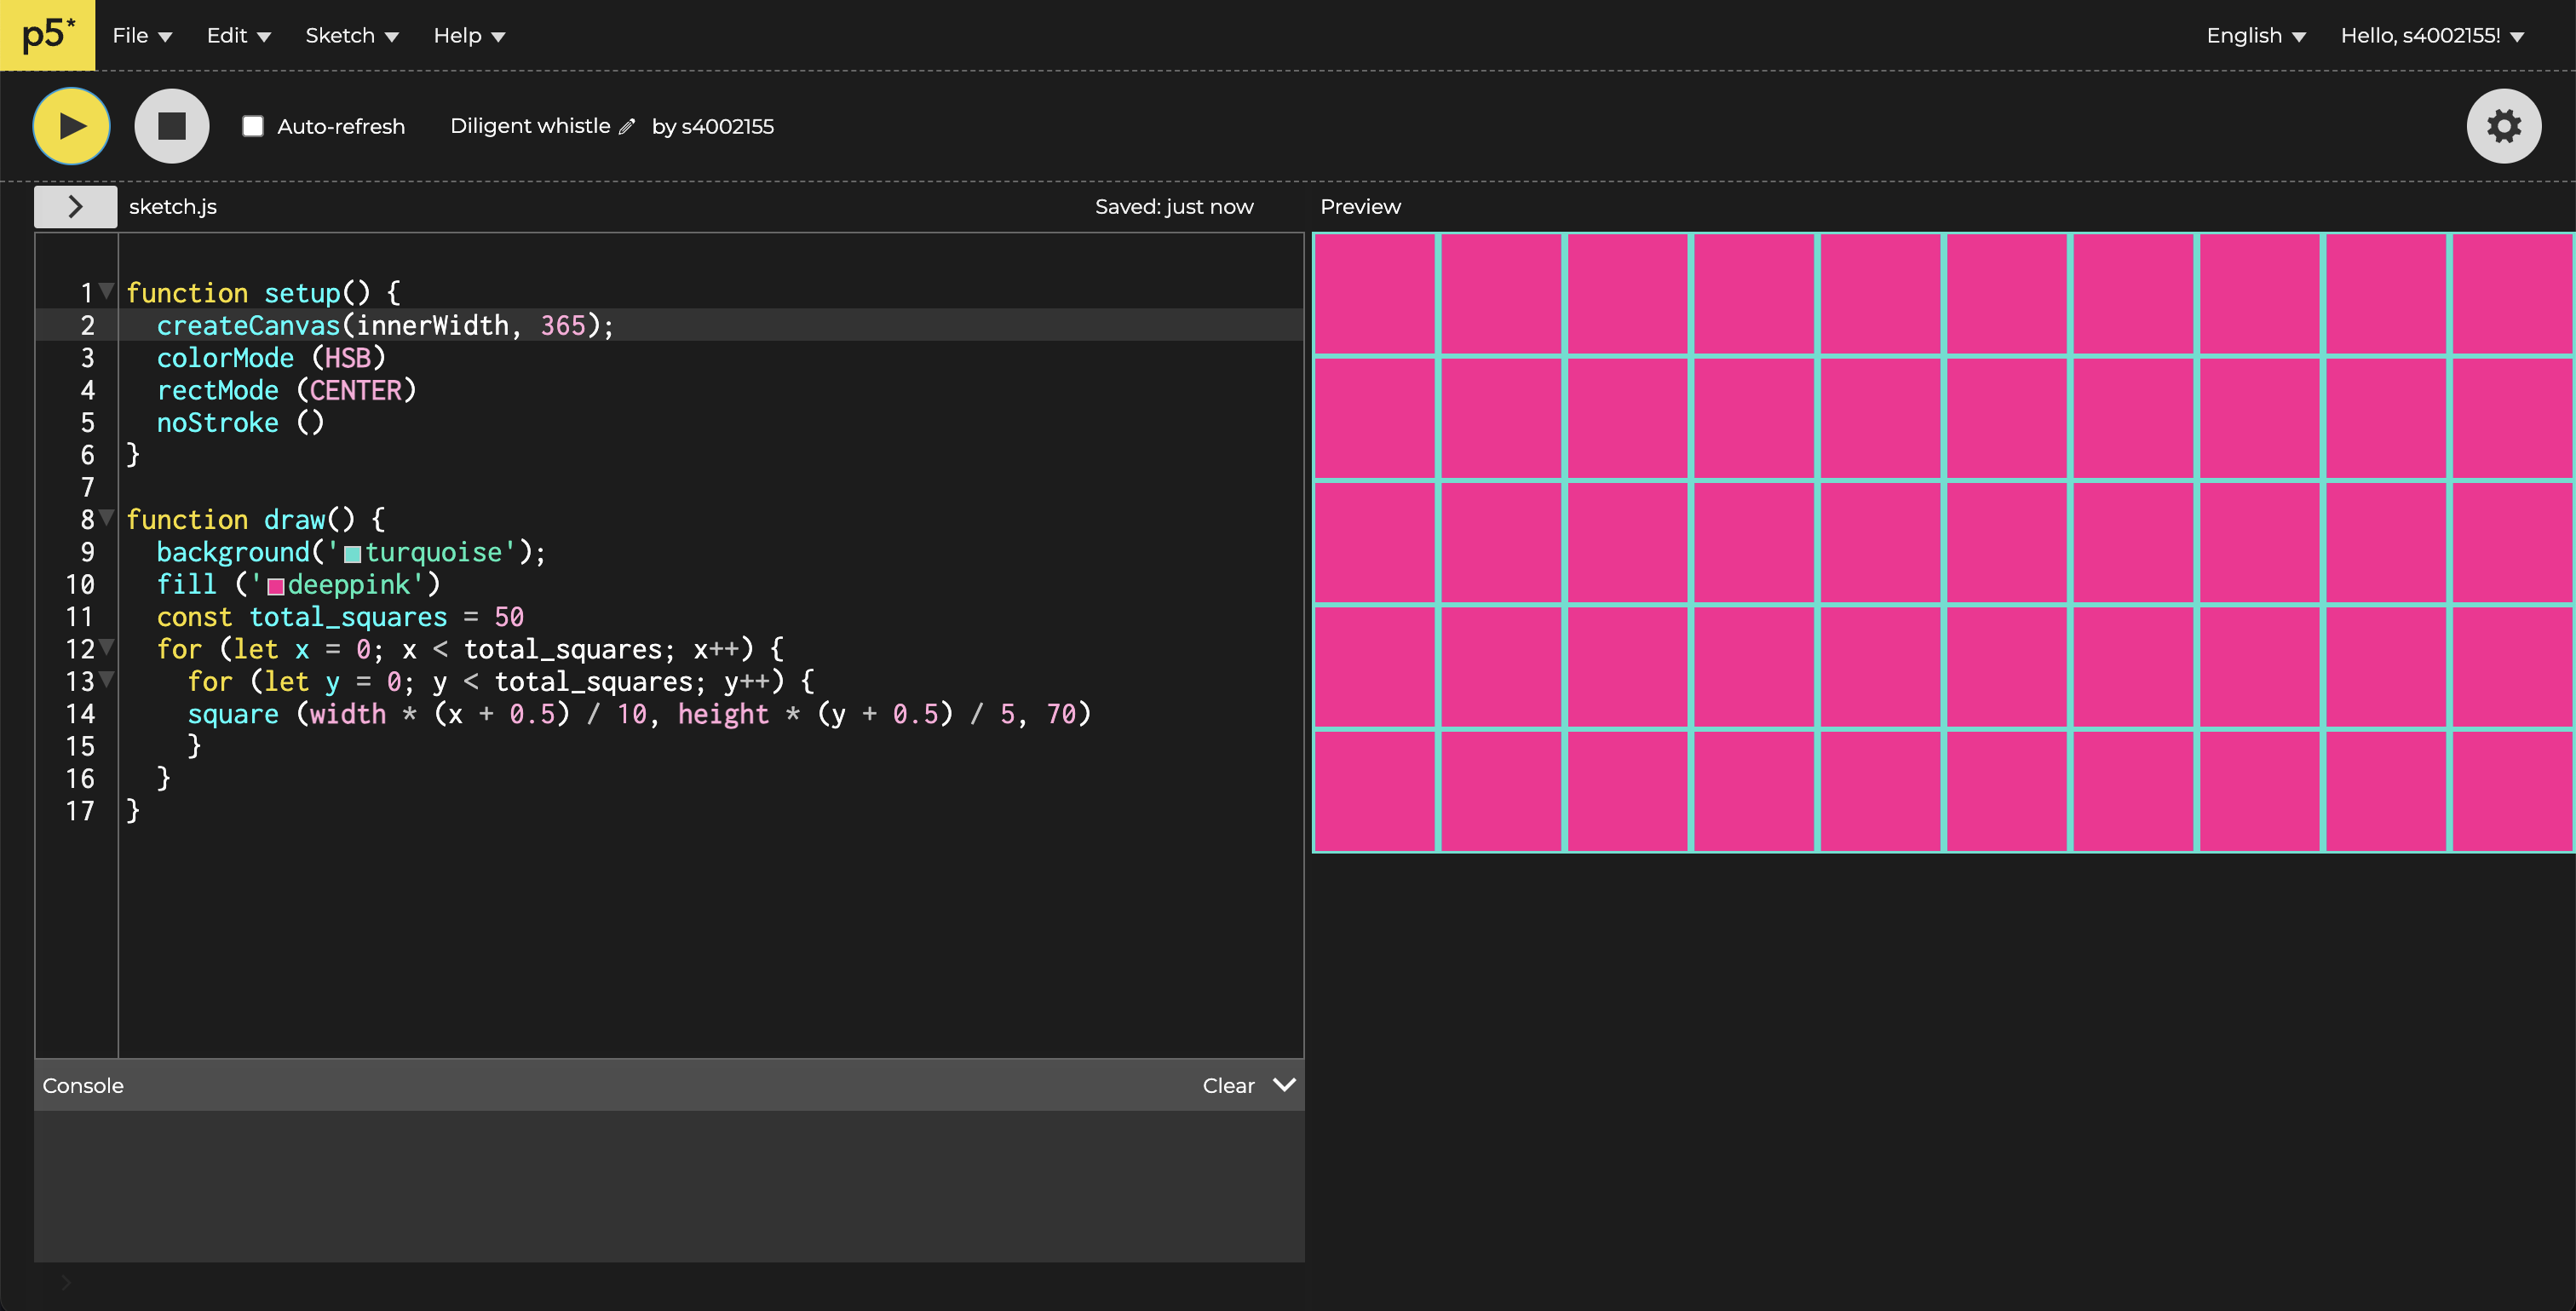 p5* File Edit Sketch Help English Hello, s4002155!
Auto-refresh Diligent whistle by s4002155
sketch.js Saved: just now Preview
1 function setup() {
2 createCanvas(innerWidth, 365);
3 colorMode (HSB)
4 rectMode (CENTER)
5 noStroke ()
6 }
7
8 function draw() {
9 background('turquoise');
10 fill ('deeppink')
11 const total_squares = 50
12 for (let x = 0; x < total_squares; x++) {
13 for (let y = 0; y < total_squares; y++) {
14 square (width * (x + 0.5) / 10, height * (y + 0.5) / 5, 70)
15 }
16 }
17 }
Console Clear